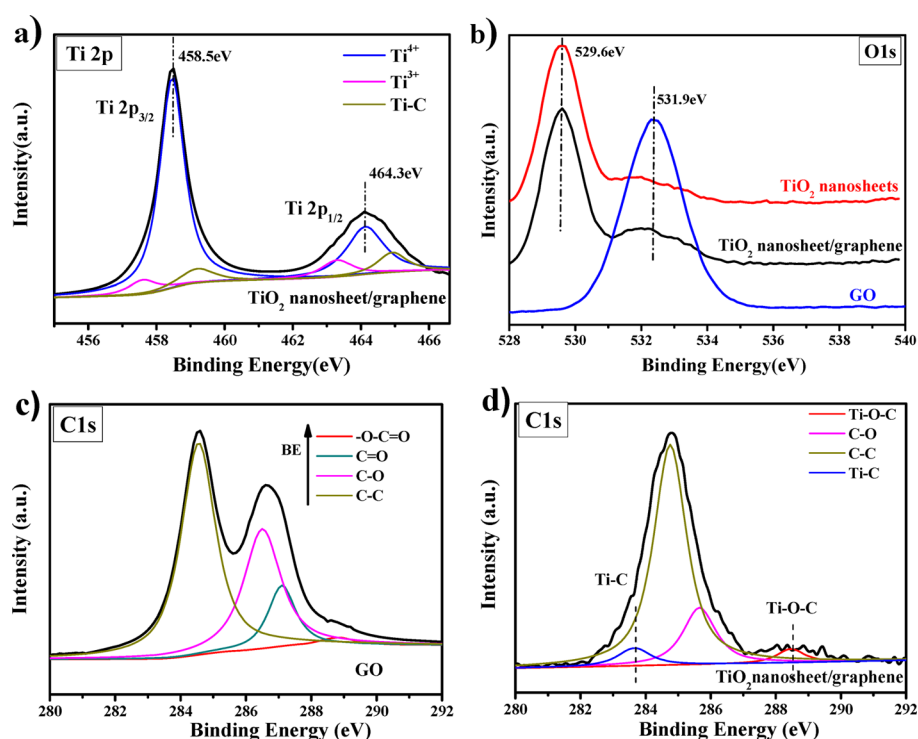 a)
Ti 2p
458.5eV
Ti⁴⁺
Ti³⁺
Ti-C
Ti 2p₃/₂
464.3eV
Ti 2p₁/₂
TiO₂ nanosheet/graphene
Intensity(a.u.)
454 456 458 460 462 464 466
Binding Energy(eV)
b)
O1s
529.6eV
531.9eV
TiO₂ nanosheets
TiO₂ nanosheet/graphene
GO
Intensity(a.u.)
528 530 532 534 536 538 540
Binding Energy(eV)
c)
C1s
BE
-O-C=O
C=O
C-O
C-C
GO
Intensity (a.u.)
280 282 284 286 288 290 292
Binding Energy (eV)
d)
C1s
Ti-O-C
C-O
C-C
Ti-C
Ti-C
Ti-O-C
TiO₂nanosheet/graphene
Intensity (a.u.)
280 282 284 286 288 290 292
Binding Energy (eV)